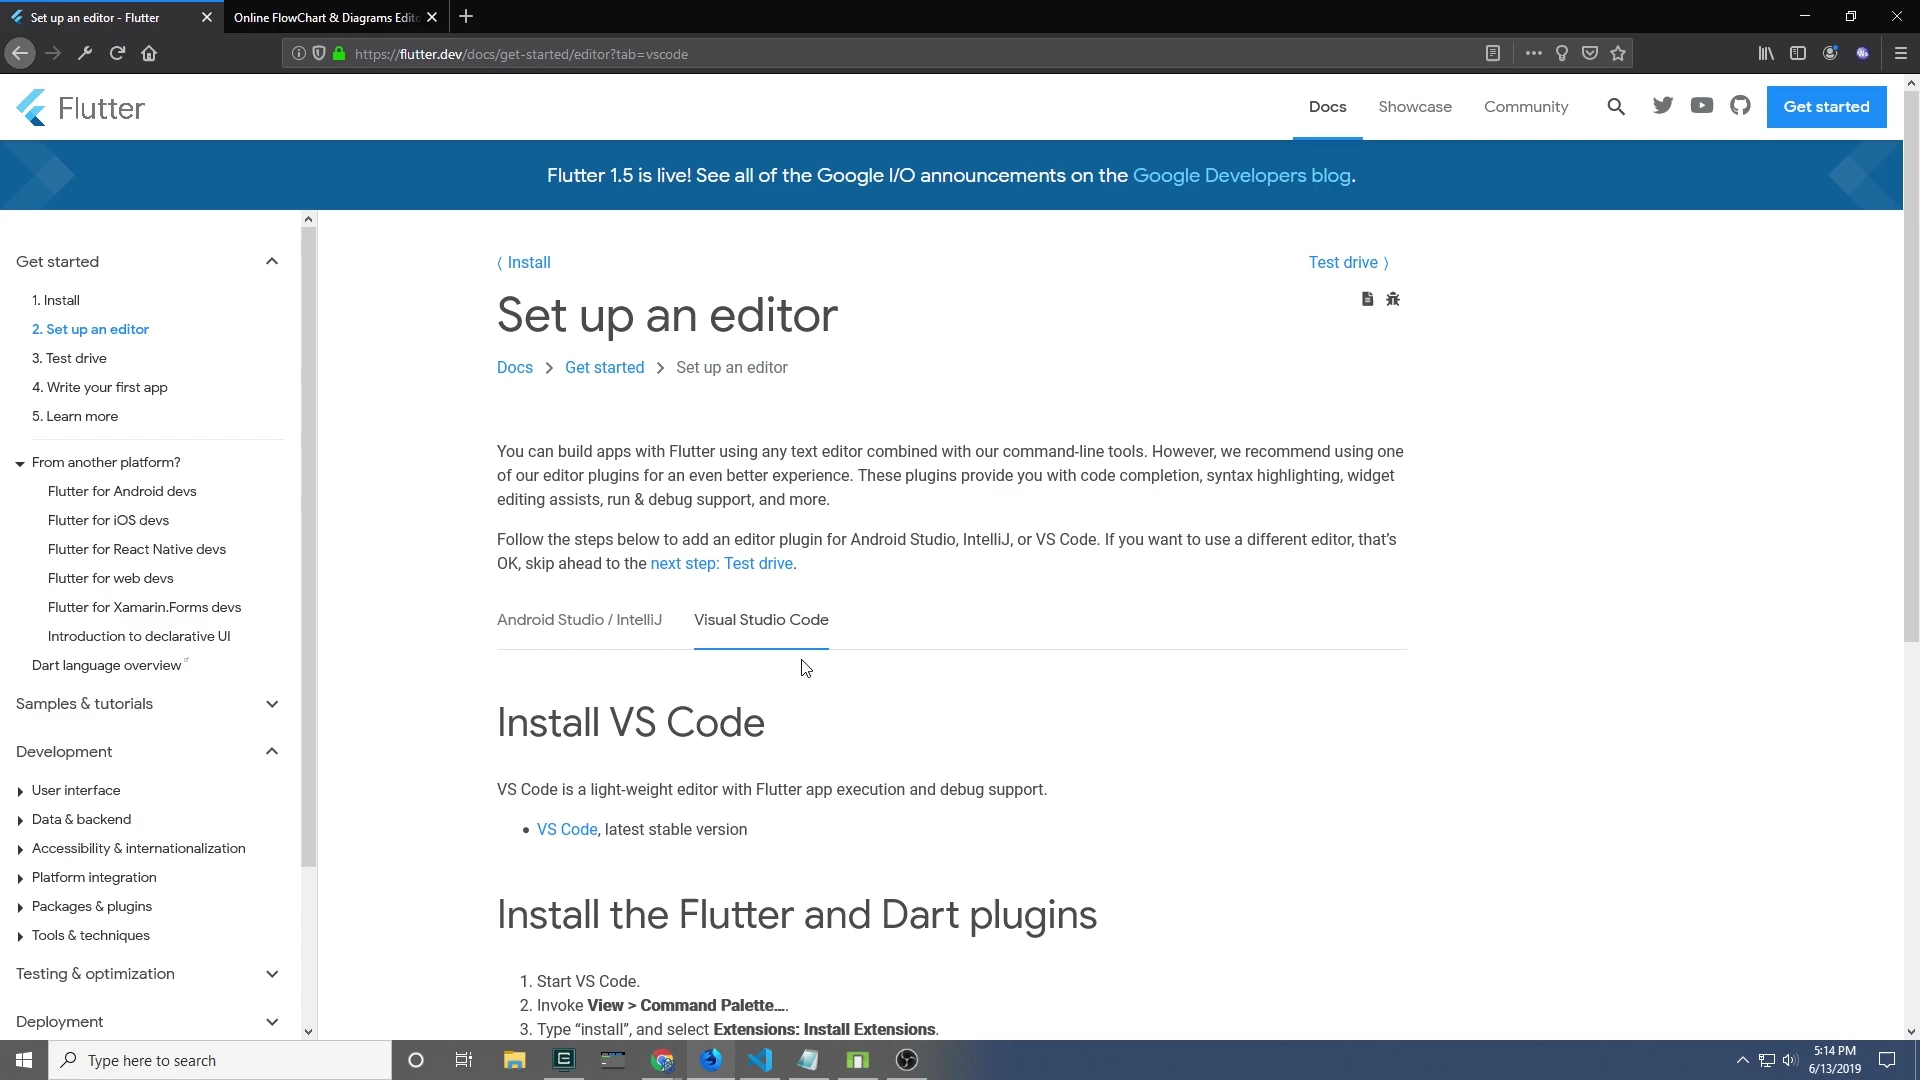 Set up an editor - Flutter
Online FlowChart & Diagrams Edito
https://flutter.dev/docs/get-started/editor?tab=vscode
Flutter
Docs
Showcase
Community
Get started
Flutter 1.5 is live! See all of the Google I/O announcements on the Google Developers blog.
Get started
1. Install
2. Set up an editor
3. Test drive
4. Write your first app
5. Learn more
From another platform?
Flutter for Android devs
Flutter for iOS devs
Flutter for React Native devs
Flutter for web devs
Flutter for Xamarin.Forms devs
Introduction to declarative UI
Dart language overview
Samples & tutorials
Development
User interface
Data & backend
Accessibility & internationalization
Platform integration
Packages & plugins
Tools & techniques
Testing & optimization
Deployment
⟨ Install
Test drive ⟩
Set up an editor
Docs > Get started > Set up an editor
You can build apps with Flutter using any text editor combined with our command-line tools. However, we recommend using one
of our editor plugins for an even better experience. These plugins provide you with code completion, syntax highlighting, widget
editing assists, run & debug support, and more.
Follow the steps below to add an editor plugin for Android Studio, IntelliJ, or VS Code. If you want to use a different editor, that’s
OK, skip ahead to the next step: Test drive.
Android Studio / IntelliJ
Visual Studio Code
Install VS Code
VS Code is a light-weight editor with Flutter app execution and debug support.
• VS Code, latest stable version
Install the Flutter and Dart plugins
1. Start VS Code.
2. Invoke View > Command Palette….
3. Type “install”, and select Extensions: Install Extensions.
Type here to search
5:14 PM
6/13/2019